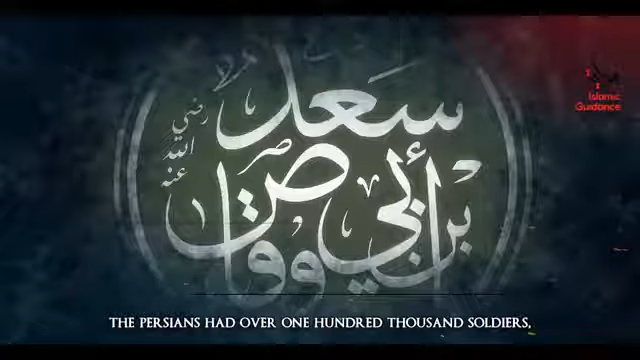 سعد
بن أبي
وقاص
رضي
الله
عنه
Islamic
Guidance
THE PERSIANS HAD OVER ONE HUNDRED THOUSAND SOLDIERS,